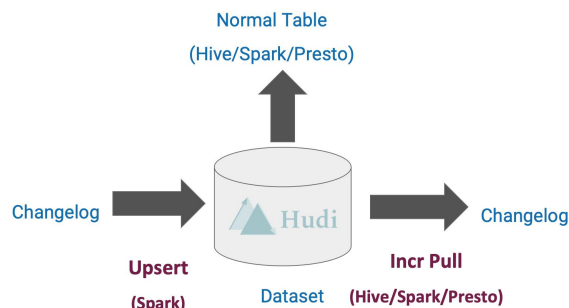 Normal Table
(Hive/Spark/Presto)
Changelog
Hudi
Changelog
Upsert
(Spark)
Dataset
Incr Pull
(Hive/Spark/Presto)